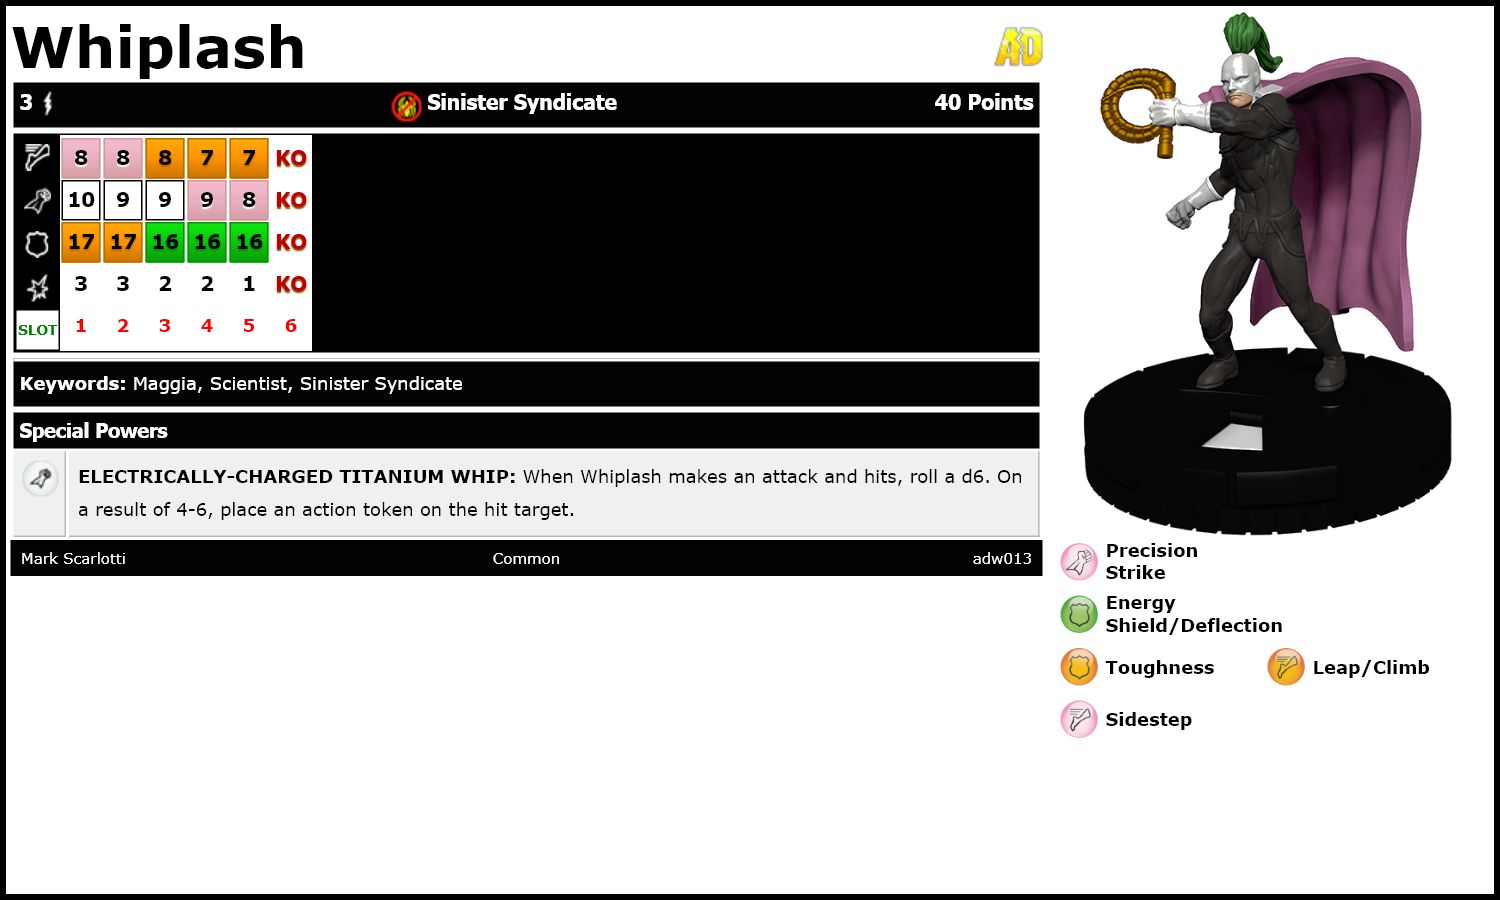 Whiplash
AD
3 Sinister Syndicate 40 Points
8 8 8 7 7 KO
10 9 9 9 8 KO
17 17 16 16 16 KO
3 3 2 2 1 KO
SLOT 1 2 3 4 5 6
Keywords: Maggia, Scientist, Sinister Syndicate
Special Powers
ELECTRICALLY-CHARGED TITANIUM WHIP: When Whiplash makes an attack and hits, roll a d6. On
a result of 4-6, place an action token on the hit target.
Mark Scarlotti Common adw013
Precision
Strike
Energy
Shield/Deflection
Toughness Leap/Climb
Sidestep